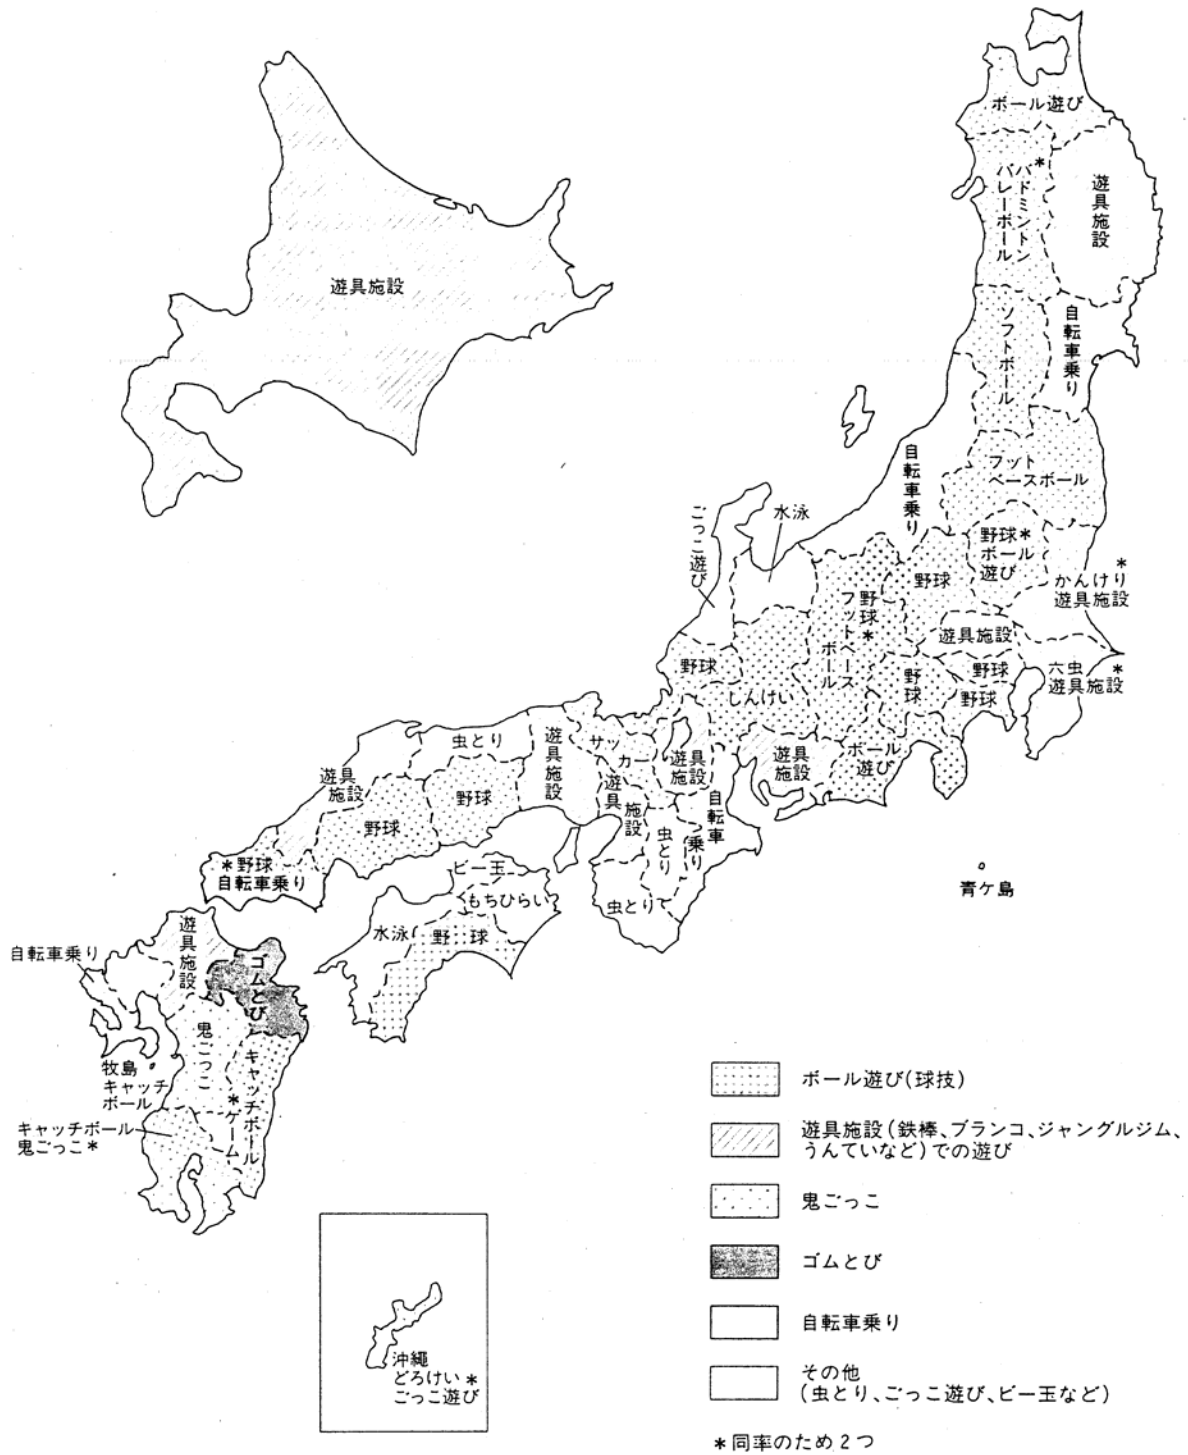 遊具施設
ボール遊び
バドミントン*
バレーボール
遊具施設
ソフトボール
自転車乗り
フット
ベースボール
自転車乗り
水泳
ごっこ遊び
野球*
ボール
遊び
野球
*
かんけり
遊具施設
野球*
フットベース
ボール
遊具施設
野球
しんけい
野球
野球
野球
六虫*
遊具施設
ボール
遊び
遊具施設
遊具施設
サッカー
遊具施設
自転車乗り
虫とり
虫とり
遊具施設
虫とり
野球
遊具施設
野球
*野球
自転車乗り
ビー玉
もちひらい
水泳
野球
青ケ島
自転車乗り
遊具施設
ゴムとび
鬼ごっこ
キャッチボール
*ゲーム
牧島
キャッチ
ボール
キャッチボール
鬼ごっこ*
沖縄
どろけい*
ごっこ遊び
ボール遊び(球技)
遊具施設(鉄棒、ブランコ、ジャングルジム、
うんていなど)での遊び
鬼ごっこ
ゴムとび
自転車乗り
その他
(虫とり、ごっこ遊び、ビー玉など)
*同率のため2つ